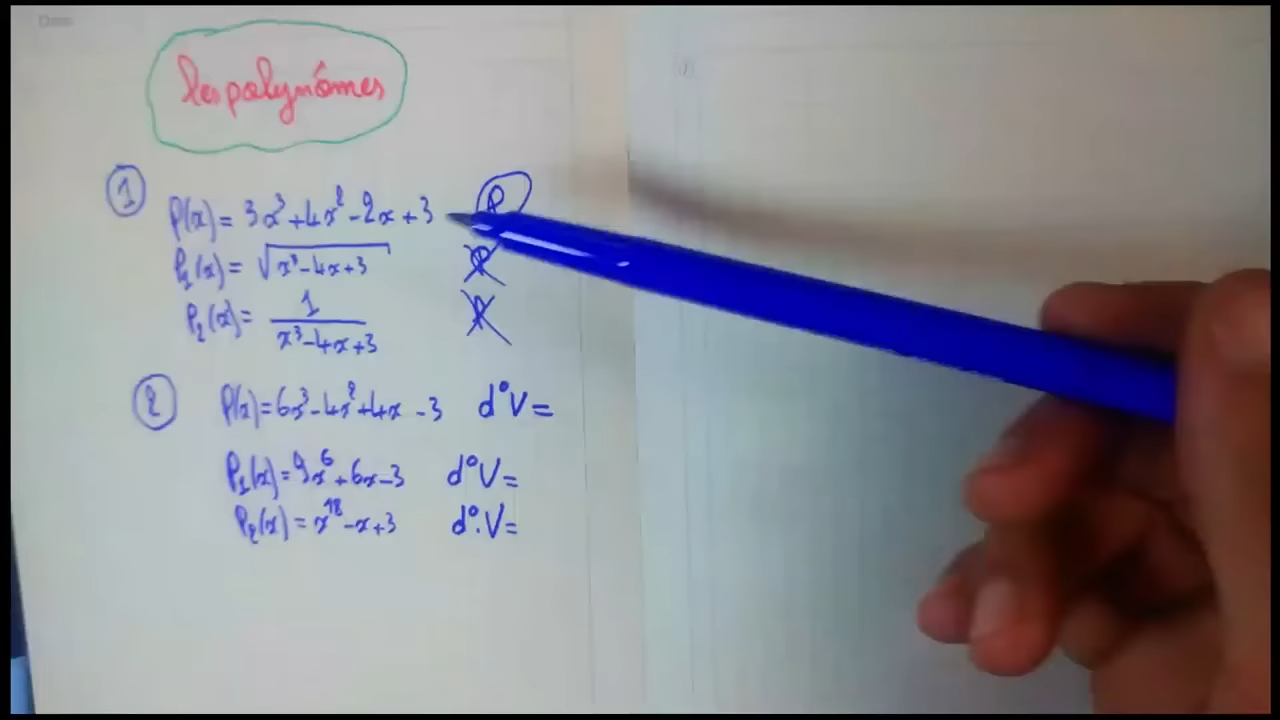 Les polynômes
1
P(x) = 3x³+4x²-2x+3 P
P₁(x) = √x³-4x+3 P
P₂(x) = 1/(x³-4x+3) P
2 P(x)=6x³-4x²+4x-3 d°V=
P₁(x)=9x⁶+6x-3 d°V=
P₂(x)=x¹⁸-x+3 d°.V=